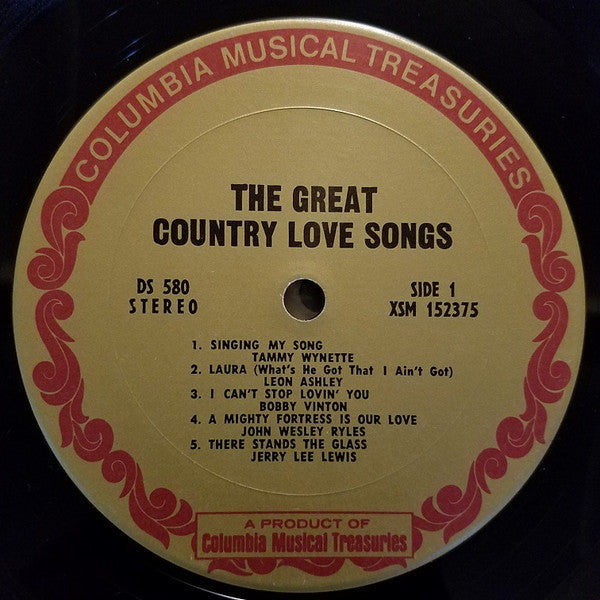 COLUMBIA MUSICAL TREASURIES
THE GREAT
COUNTRY LOVE SONGS
DS 580
STEREO
SIDE 1
XSM 152375
1. SINGING MY SONG
TAMMY WYNETTE
2. LAURA (What's He Got That I Ain't Got)
LEON ASHLEY
3. I CAN'T STOP LOVIN' YOU
BOBBY VINTON
4. A MIGHTY FORTRESS IS OUR LOVE
JOHN WESLEY RYLES
5. THERE STANDS THE GLASS
JERRY LEE LEWIS
A PRODUCT OF
Columbia Musical Treasuries